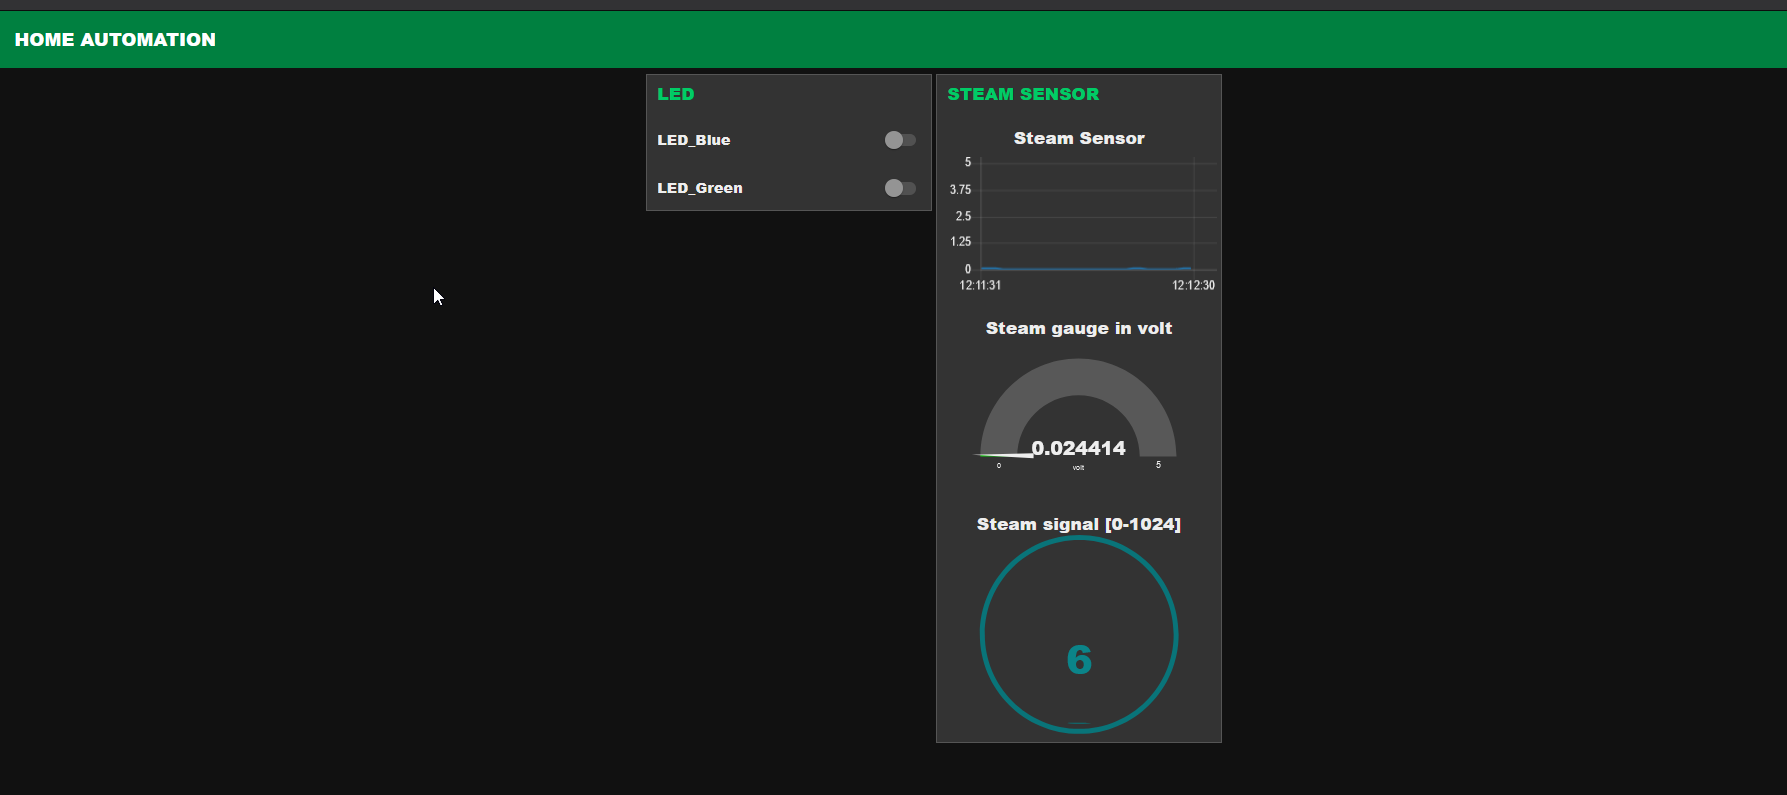 HOME AUTOMATION
LED
LED_Blue
LED_Green
STEAM SENSOR
Steam Sensor
5
3.75
2.5
1.25
0
12:11:31 12:12:30
Steam gauge in volt
0.024414
0 volt 5
Steam signal [0-1024]
6